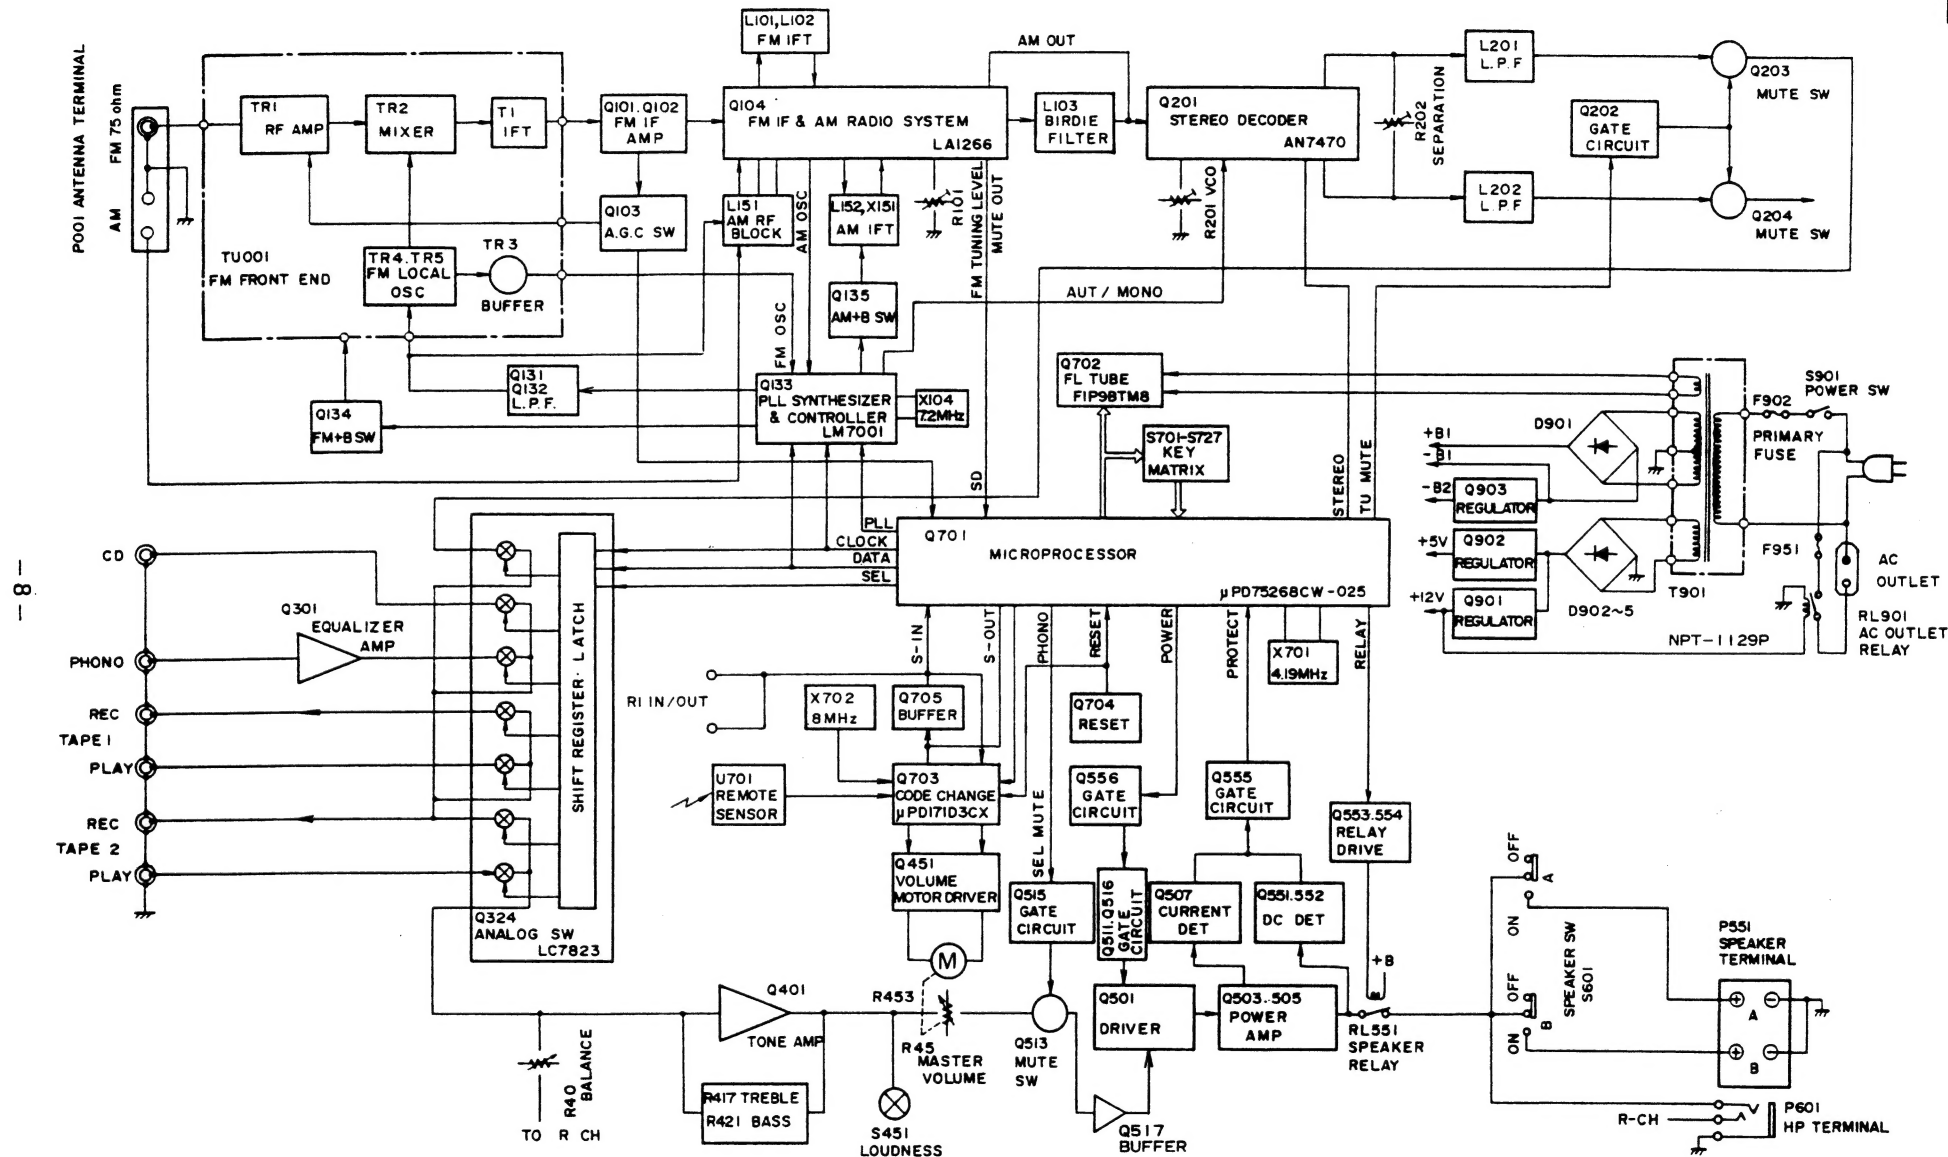 L101,L102
FM IFT
AM OUT
P001 ANTENNA TERMINAL
FM 75 ohm
AM
TR1
RF AMP
TR2
MIXER
T1
IFT
Q101.Q102
FM IF
AMP
Q104
FM IF & AM RADIO SYSTEM
LA1266
L103
BIRDIE
FILTER
Q201
STEREO DECODER
AN7470
R202
SEPARATION
L201
L.P.F
Q203
MUTE SW
Q202
GATE
CIRCUIT
L202
L.P.F
Q204
MUTE SW
Q103
A.G.C SW
L151
AM RF
BLOCK
AM OSC
L152,X151
AM IFT
R101
FM TUNING LEVEL
MUTE OUT
R201 VCO
TU001
FM FRONT END
TR4.TR5
FM LOCAL
OSC
TR3
BUFFER
FM OSC
Q135
AM+B SW
AUT / MONO
Q131
Q132
L.P.F.
Q134
FM+B SW
Q133
PLL SYNTHESIZER
& CONTROLLER
LM7001
X104
7.2MHz
Q702
FL TUBE
FIP9BTM8
S701-S727
KEY
MATRIX
SD
STEREO
TU MUTE
D901
+B1
-B1
-B2
Q903
REGULATOR
+5V
Q902
REGULATOR
+12V
Q901
REGULATOR
D902~5
T901
NPT-1129P
F902
S901
POWER SW
PRIMARY
FUSE
F951
AC
OUTLET
RL901
AC OUTLET
RELAY
- 8 -
CD
PHONO
REC
TAPE 1
PLAY
REC
TAPE 2
PLAY
Q301
EQUALIZER
AMP
SHIFT REGISTER · LATCH
Q324
ANALOG SW
LC7823
PLL
CLOCK
DATA
SEL
Q701
MICROPROCESSOR
μPD75268CW-025
S-IN
S-OUT
PHONO
RESET
POWER
PROTECT
X701
4.19MHz
RELAY
RI IN/OUT
X702
8MHz
Q705
BUFFER
Q704
RESET
U701
REMOTE
SENSOR
Q703
CODE CHANGE
μPD171D3CX
SEL MUTE
Q556
GATE
CIRCUIT
Q555
GATE
CIRCUIT
Q553.554
RELAY
DRIVE
Q451
VOLUME
MOTOR DRIVER
Q515
GATE
CIRCUIT
Q511.Q516
GATE
CIRCUIT
Q507
CURRENT
DET
Q551.552
DC DET
M
+B
Q401
TONE AMP
R453
R45
MASTER
VOLUME
Q513
MUTE
SW
Q501
DRIVER
Q503.505
POWER
AMP
RL551
SPEAKER
RELAY
R40
BALANCE
TO R CH
R417 TREBLE
R421 BASS
S451
LOUDNESS
Q517
BUFFER
OFF
A
ON
OFF
B
ON
SPEAKER SW
S601
P551
SPEAKER
TERMINAL
A
B
R-CH
P601
HP TERMINAL